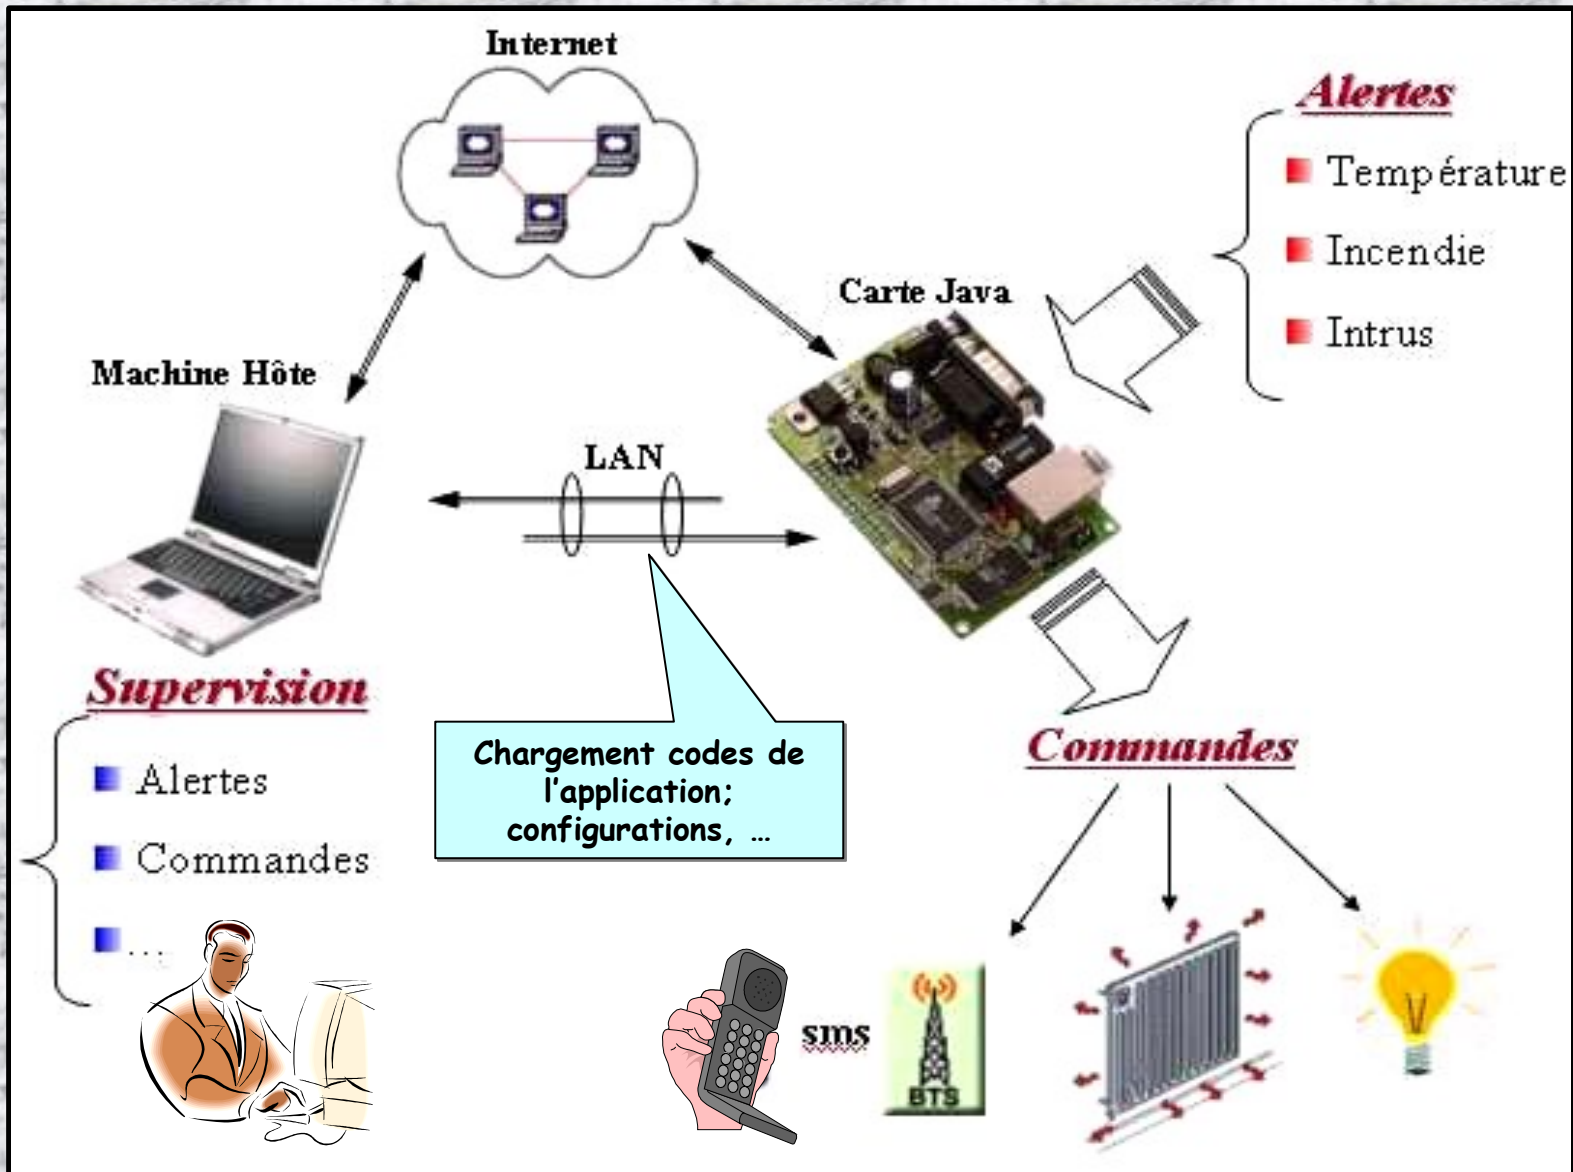 Internet
Alertes
Température
Incendie
Intrus
Carte Java
Machine Hôte
LAN
Supervision
Alertes
Commandes
...
Chargement codes de
l'application;
configurations, ...
Commandes
sms
BTS